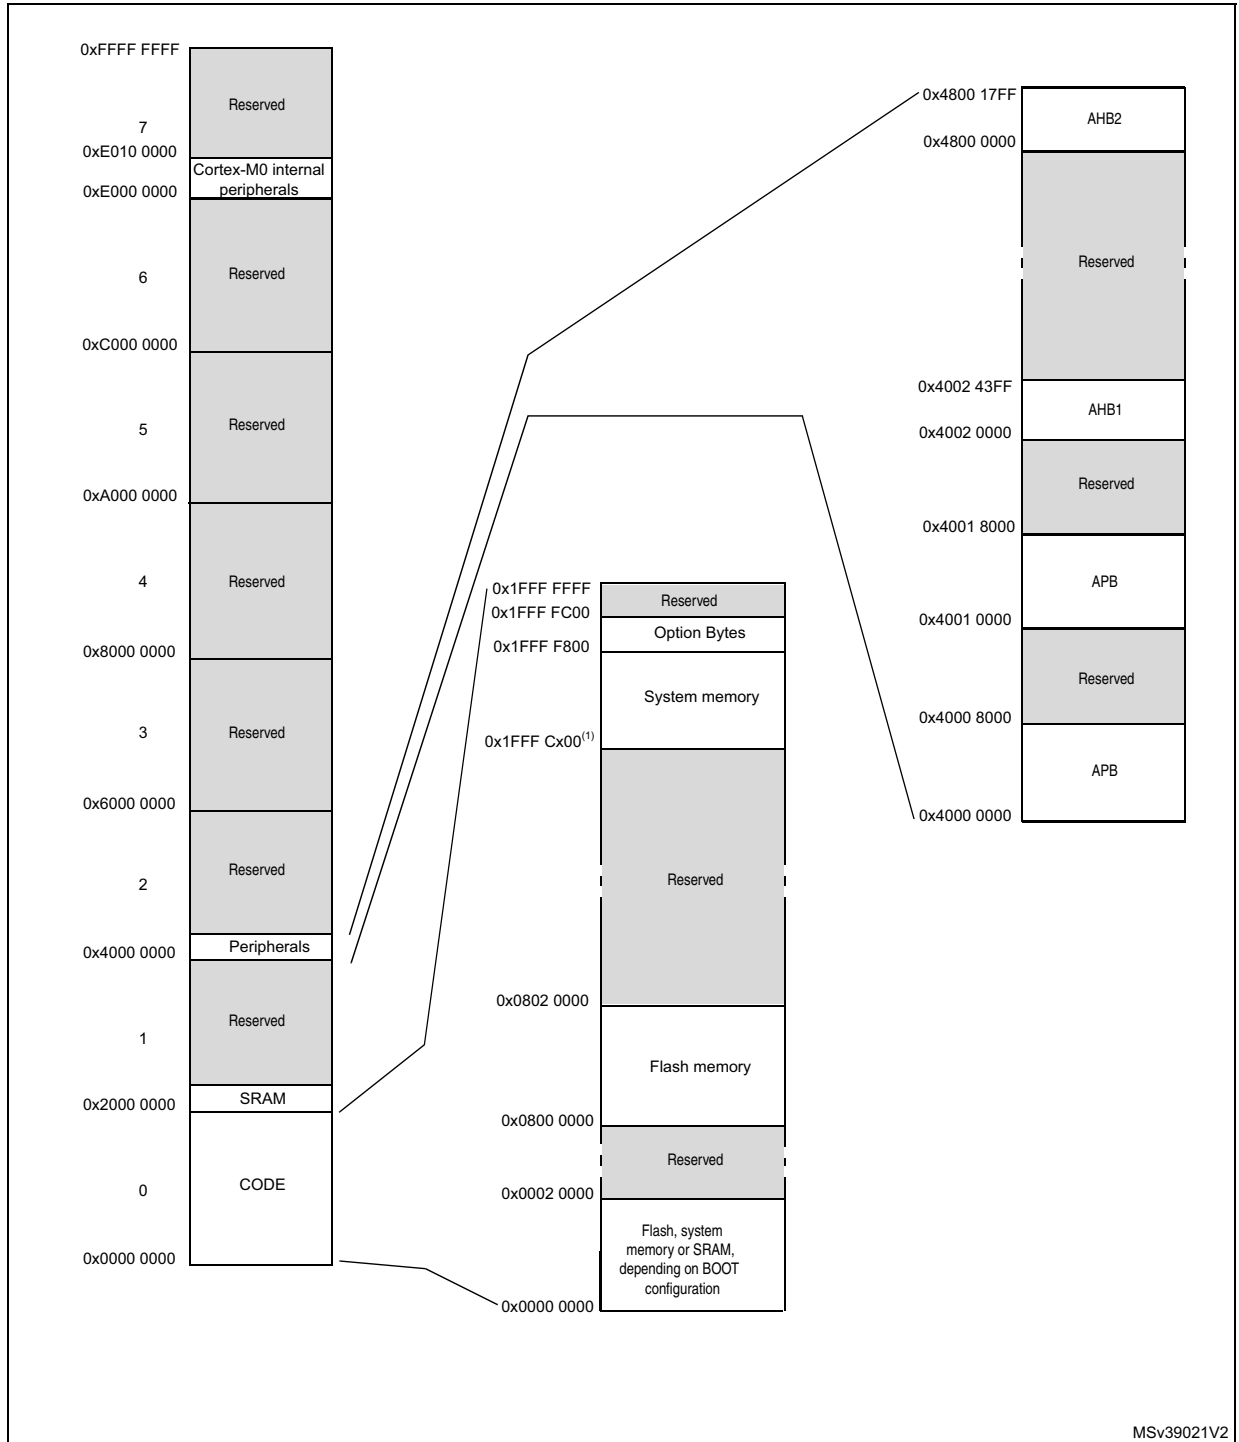 0xFFFF FFFF
Reserved
7
0xE010 0000
Cortex-M0 internal
peripherals
0xE000 0000
6
Reserved
0xC000 0000
5
Reserved
0xA000 0000
4
Reserved
0x8000 0000
3
Reserved
0x6000 0000
2
Reserved
0x4000 0000
Peripherals
1
Reserved
0x2000 0000
SRAM
0
CODE
0x0000 0000
0x1FFF FFFF
Reserved
0x1FFF FC00
Option Bytes
0x1FFF F800
System memory
0x1FFF Cx00(1)
Reserved
0x0802 0000
Flash memory
0x0800 0000
Reserved
0x0002 0000
Flash, system
memory or SRAM,
depending on BOOT
configuration
0x0000 0000
0x4800 17FF
AHB2
0x4800 0000
Reserved
0x4002 43FF
AHB1
0x4002 0000
Reserved
0x4001 8000
APB
0x4001 0000
Reserved
0x4000 8000
APB
0x4000 0000
MSv39021V2